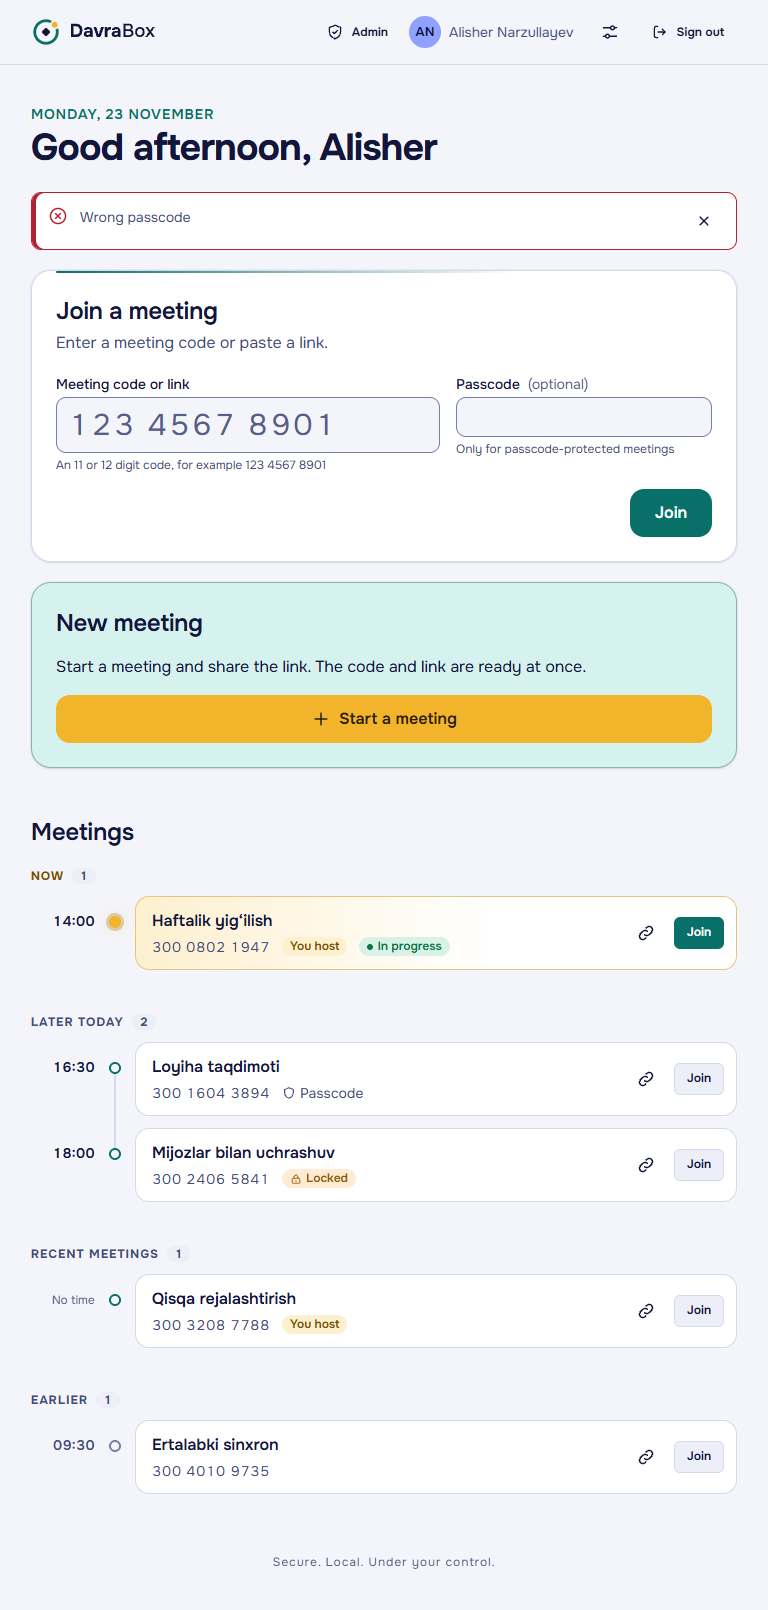 DavraBox
Admin
AN
Alisher Narzullayev
Sign out
MONDAY, 23 NOVEMBER
Good afternoon, Alisher
Wrong passcode
Join a meeting
Enter a meeting code or paste a link.
Meeting code or link
Passcode (optional)
123 4567 8901
An 11 or 12 digit code, for example 123 4567 8901
Only for passcode-protected meetings
Join
New meeting
Start a meeting and share the link. The code and link are ready at once.
Start a meeting
Meetings
NOW 1
14:00
Haftalik yig‘ilish
300 0802 1947 You host In progress
Join
LATER TODAY 2
16:30
Loyiha taqdimoti
300 1604 3894 Passcode
Join
18:00
Mijozlar bilan uchrashuv
300 2406 5841 Locked
Join
RECENT MEETINGS 1
No time
Qisqa rejalashtirish
300 3208 7788 You host
Join
EARLIER 1
09:30
Ertalabki sinxron
300 4010 9735
Join
Secure. Local. Under your control.